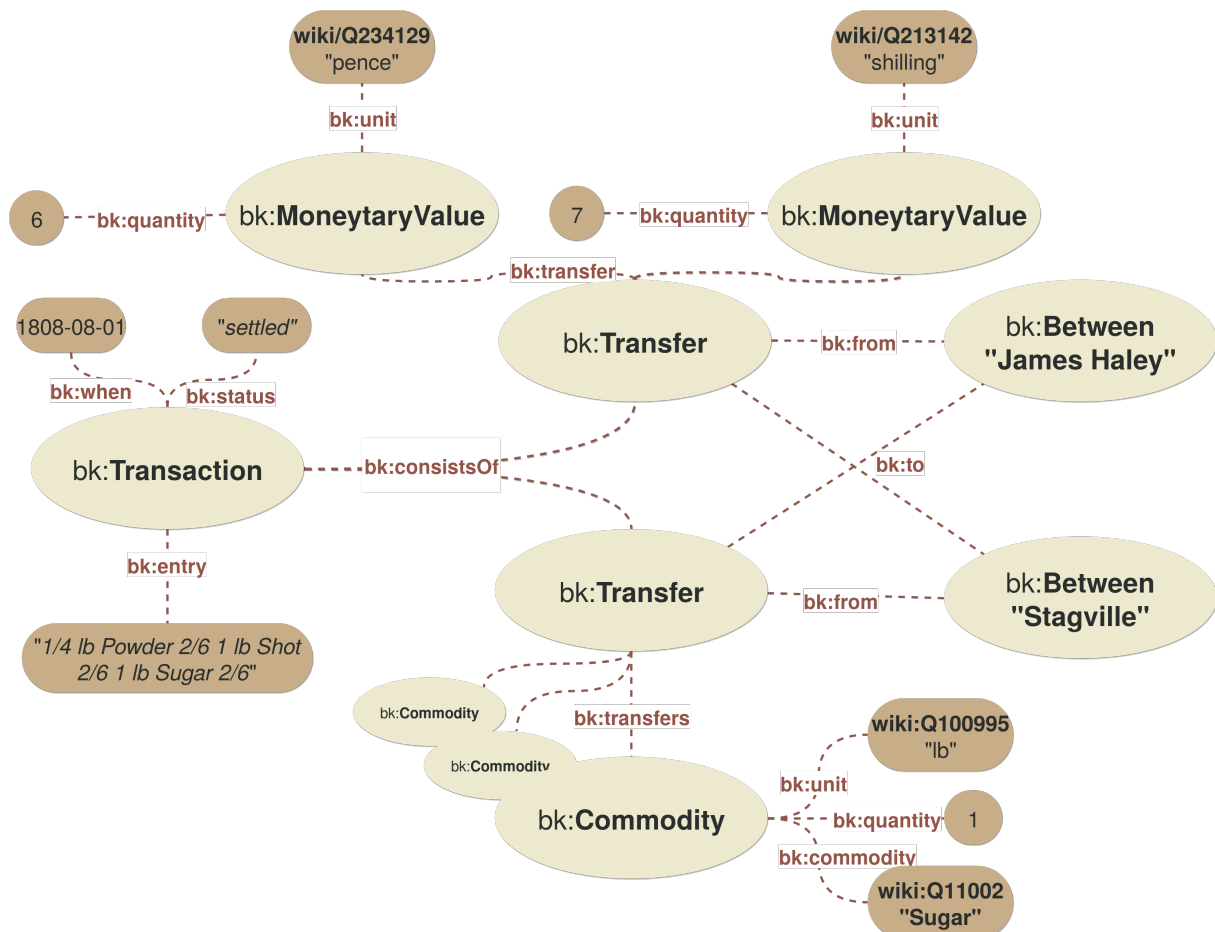 wiki/Q234129
"pence"
wiki/Q213142
"shilling"
bk:unit
bk:unit
6
bk:quantity
bk:MoneytaryValue
7
bk:quantity
bk:MoneytaryValue
bk:transfer
1808-08-01
"settled"
bk:Transfer
bk:from
bk:Between
"James Haley"
bk:when
bk:status
bk:Transaction
bk:consistsOf
bk:to
bk:entry
bk:Transfer
bk:from
bk:Between
"Stagville"
"1/4 lb Powder 2/6 1 lb Shot
2/6 1 lb Sugar 2/6"
bk:Commodity
bk:transfers
wiki:Q100995
"lb"
bk:Commodity
bk:unit
bk:Commodity
bk:quantity
1
bk:commodity
wiki:Q11002
"Sugar"